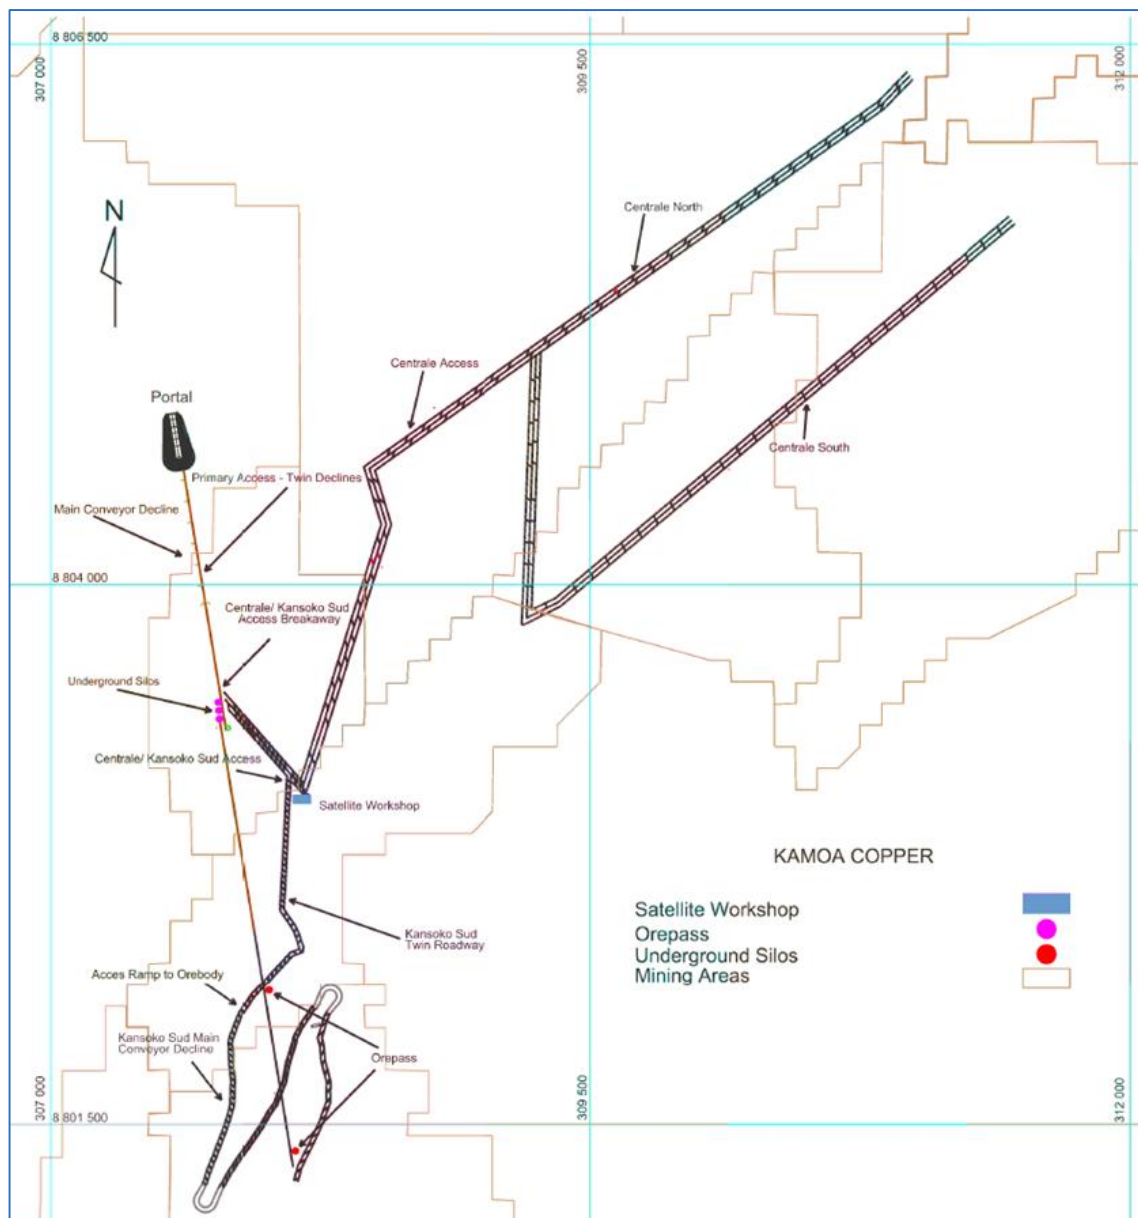 8 806 500
307 000
309 500
312 000
N
Centrale North
Centrale Access
Portal
Primary Access - Twin Declines
Centrale South
Main Conveyor Decline
8 804 000
Centrale/ Kansoko Sud
Access Breakaway
Underground Silos
Centrale/ Kansoko Sud Access
Satellite Workshop
KAMOA COPPER
Satellite Workshop
Orepass
Underground Silos
Mining Areas
Kansoko Sud
Twin Roadway
Acces Ramp to Orebody
Kansoko Sud Main
Conveyor Decline
Orepass
307 000
8 801 500
309 500
312 000